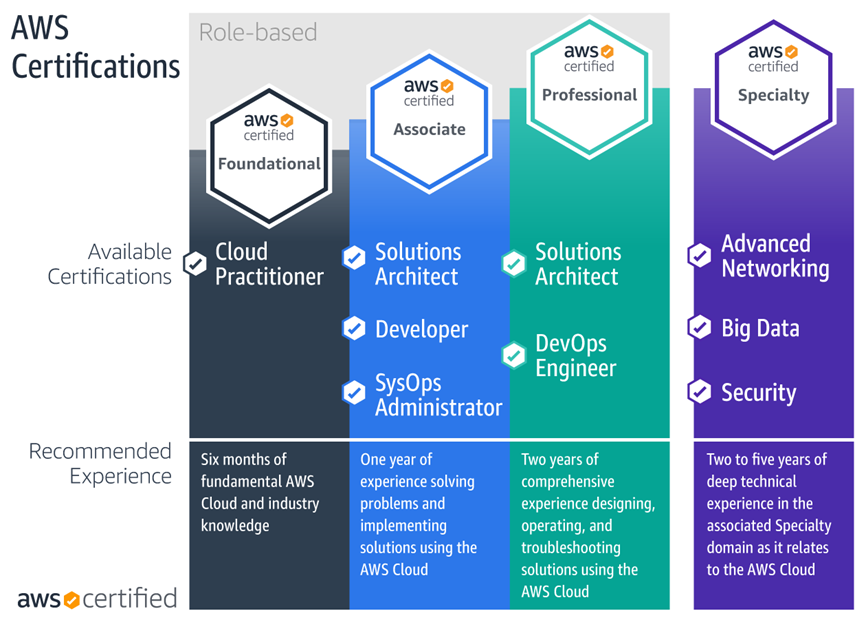 AWS
Certifications
Role-based
aws certified
Foundational
aws certified
Associate
aws certified
Professional
aws certified
Specialty
Available
Certifications
Cloud
Practitioner
Solutions
Architect
Developer
SysOps
Administrator
Solutions
Architect
DevOps
Engineer
Advanced
Networking
Big Data
Security
Recommended
Experience
Six months of
fundamental AWS
Cloud and industry
knowledge
One year of
experience solving
problems and
implementing
solutions using the
AWS Cloud
Two years of
comprehensive
experience designing,
operating, and
troubleshooting
solutions using the
AWS Cloud
Two to five years of
deep technical
experience in the
associated Specialty
domain as it relates
to the AWS Cloud
aws certified